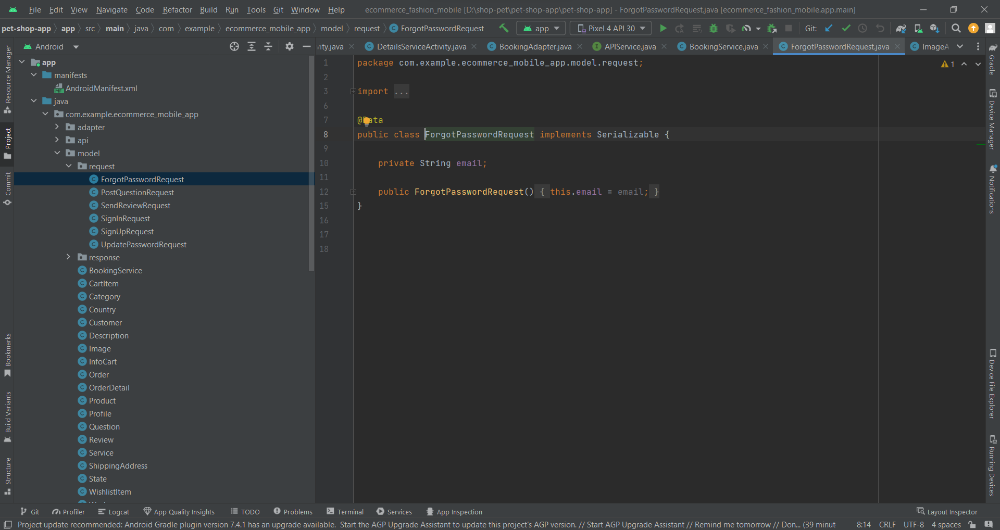 File Edit View Navigate Code Refactor Build Run Tools Git Window Help ecommerce_fashion_mobile [D:\shop-pet\pet-shop-app\pet-shop-app] - ForgotPasswordRequest.java [ecommerce_fashion_mobile.app.main]
pet-shop-app app src main java com example ecommerce_mobile_app model request ForgotPasswordRequest app Pixel 4 API 30 Git:
Android
vity.java DetailsServiceActivity.java BookingAdapter.java APIService.java BookingService.java ForgotPasswordRequest.java ImageA
Resource Manager
Project
Commit
Bookmarks
Build Variants
Structure
app
manifests
AndroidManifest.xml
java
com.example.ecommerce_mobile_app
adapter
api
model
request
ForgotPasswordRequest
PostQuestionRequest
SendReviewRequest
SignInRequest
SignUpRequest
UpdatePasswordRequest
response
BookingService
CartItem
Category
Country
Customer
Description
Image
InfoCart
Order
OrderDetail
Product
Profile
Question
Review
Service
ShippingAddress
State
WishlistItem
1 package com.example.ecommerce_mobile_app.model.request;
2
3 import ...
6
7 @Data
8 public class ForgotPasswordRequest implements Serializable {
9
10 private String email;
11
12 public ForgotPasswordRequest() { this.email = email; }
15 }
16
17
18
1
Gradle
Device Manager
Notifications
Device File Explorer
Running Devices
Git Profiler Logcat App Quality Insights TODO Problems Terminal Services App Inspection Layout Inspector
Project update recommended: Android Gradle plugin version 7.4.1 has an upgrade available. Start the AGP Upgrade Assistant to update this project's AGP version. // Start AGP Upgrade Assistant // Remind me tomorrow // Don... (39 minut 8:14 CRLF UTF-8 4 spaces